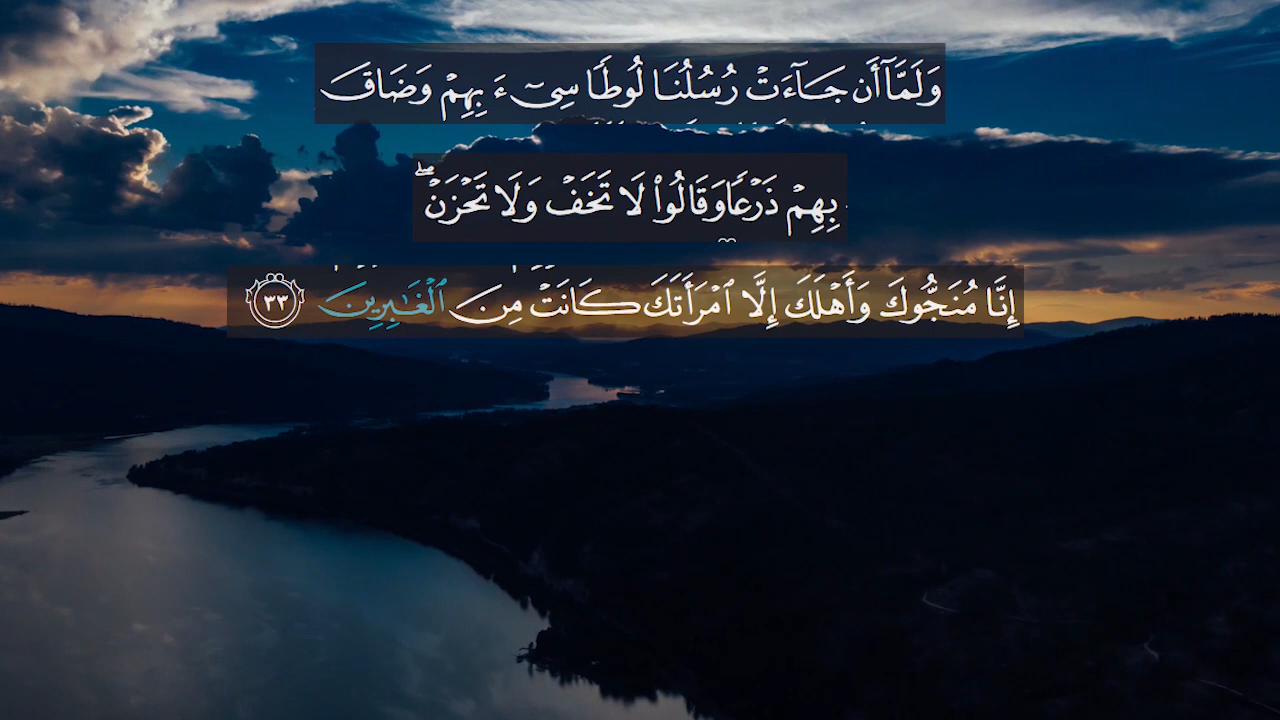 وَلَمَّآ أَن جَآءَتْ رُسُلُنَا لُوطًا سِىٓءَ بِهِمْ وَضَاقَ
بِهِمْ ذَرْعًا وَقَالُوا۟ لَا تَخَفْ وَلَا تَحْزَنْ ۖ
إِنَّا مُنَجُّوكَ وَأَهْلَكَ إِلَّا ٱمْرَأَتَكَ كَانَتْ مِنَ ٱلْغَـٰبِرِينَ ٣٣